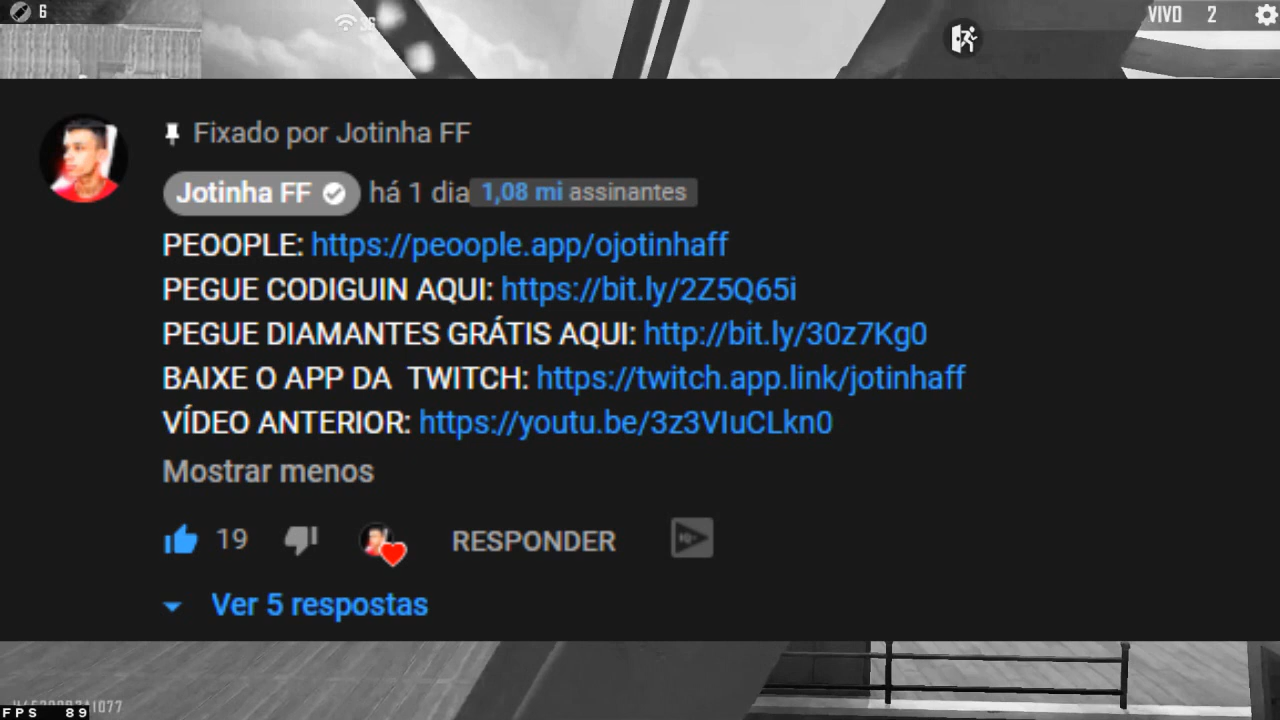 6
36
VIVO 2
Fixado por Jotinha FF
Jotinha FF há 1 dia 1,08 mi assinantes
PEOOPLE: https://peoople.app/ojotinhaff
PEGUE CODIGUIN AQUI: https://bit.ly/2Z5Q65i
PEGUE DIAMANTES GRÁTIS AQUI: http://bit.ly/30z7Kg0
BAIXE O APP DA TWITCH: https://twitch.app.link/jotinhaff
VÍDEO ANTERIOR: https://youtu.be/3z3VIuCLkn0
Mostrar menos
19 RESPONDER
Ver 5 respostas
FPS 89